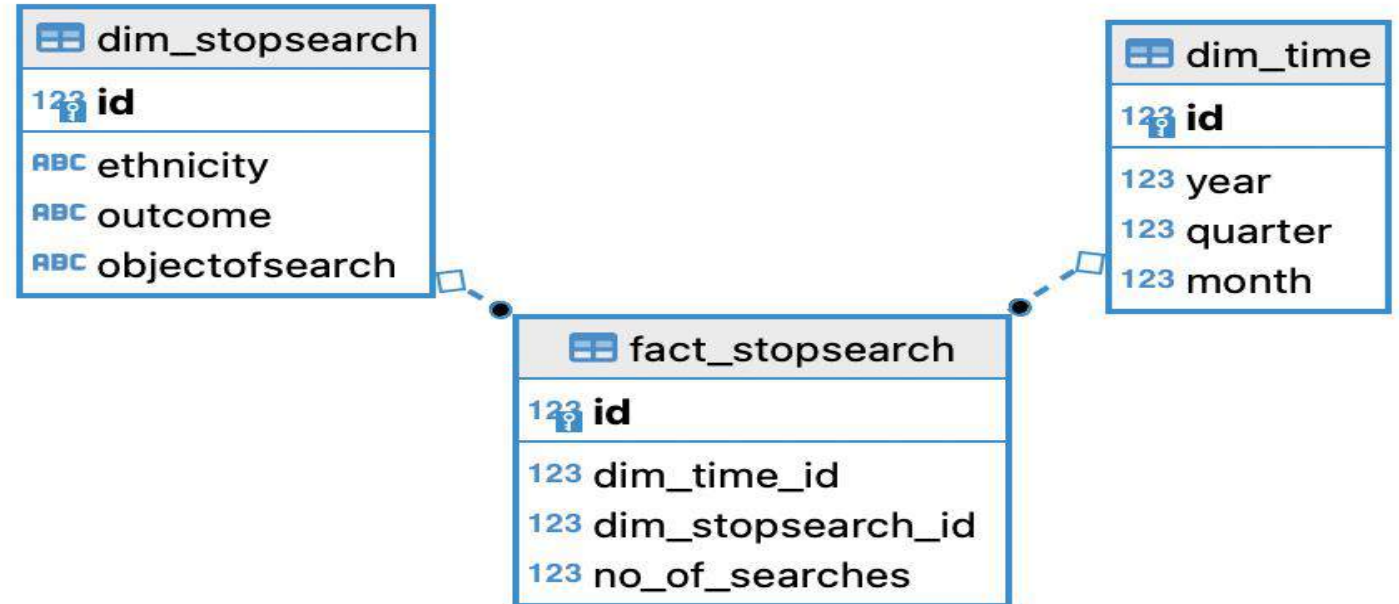 dim_stopsearch
123 id
ABC ethnicity
ABC outcome
ABC objectofsearch
dim_time
123 id
123 year
123 quarter
123 month
fact_stopsearch
123 id
123 dim_time_id
123 dim_stopsearch_id
123 no_of_searches